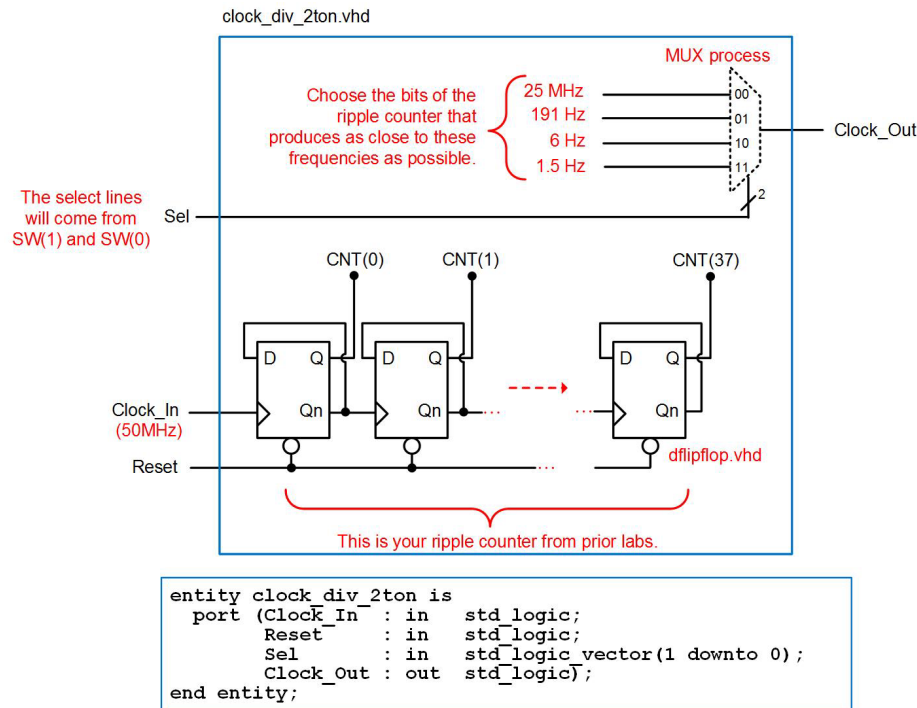 clock_div_2ton.vhd
MUX process
Choose the bits of the
ripple counter that
produces as close to these
frequencies as possible.
25 MHz
191 Hz
6 Hz
1.5 Hz
00
01
10
11
Clock_Out
2
The select lines
will come from
SW(1) and SW(0)
Sel
CNT(0)
CNT(1)
CNT(37)
D
Q
Qn
D
Q
Qn
D
Q
Qn
Clock_In
(50MHz)
Reset
dflipflop.vhd
This is your ripple counter from prior labs.
entity clock_div_2ton is
port (Clock_In : in std_logic;
Reset : in std_logic;
Sel : in std_logic_vector(1 downto 0);
Clock_Out : out std_logic);
end entity;